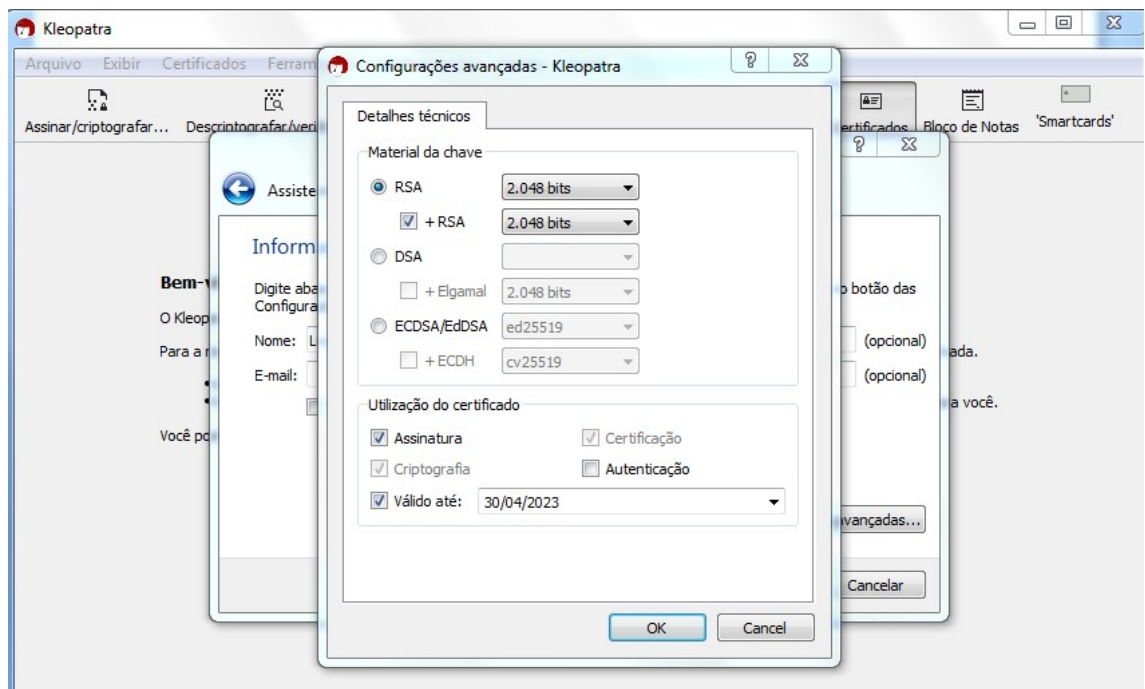 Kleopatra
Arquivo Exibir Certificados Ferram
Assinar/criptografar... Descriptografar/veri ertificados Bloco de Notas 'Smartcards'
Configurações avançadas - Kleopatra
Detalhes técnicos
Material da chave
RSA 2.048 bits
+ RSA 2.048 bits
DSA
+ Elgamal 2.048 bits
ECDSA/EdDSA ed25519
+ ECDH cv25519
Utilização do certificado
Assinatura Certificação
Criptografia Autenticação
Válido até: 30/04/2023
OK Cancel
Assiste
Inform
Digite aba o botão das
Configura
Nome: L (opcional)
E-mail: (opcional)
avançadas...
Cancelar
Bem-v
O Kleop
Para a r ada.
a você.
Você po